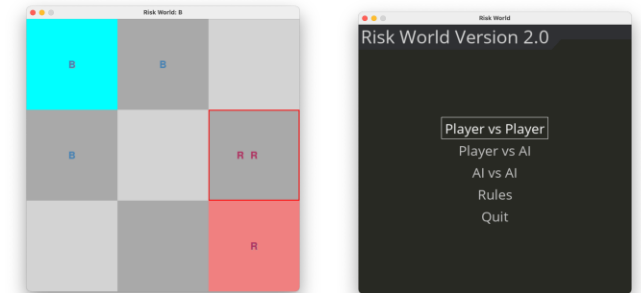 Risk World: B
B B
B R R
R
Risk World
Risk World Version 2.0
Player vs Player
Player vs AI
AI vs AI
Rules
Quit